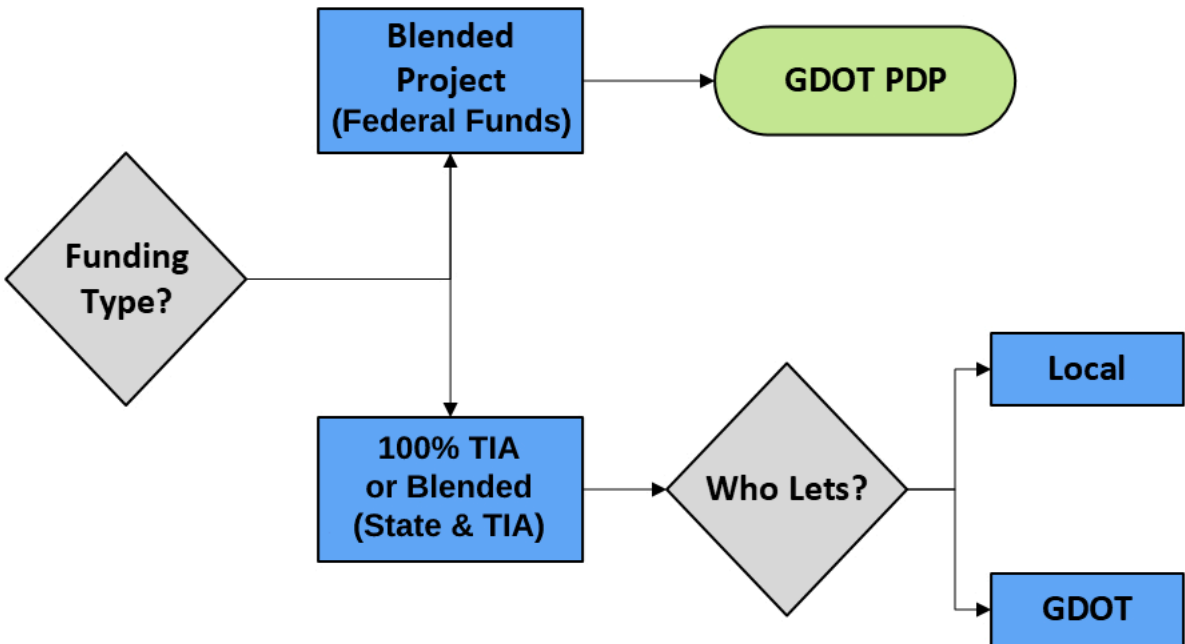 Blended
Project
(Federal Funds)
GDOT PDP
Funding
Type?
100% TIA
or Blended
(State & TIA)
Who Lets?
Local
GDOT